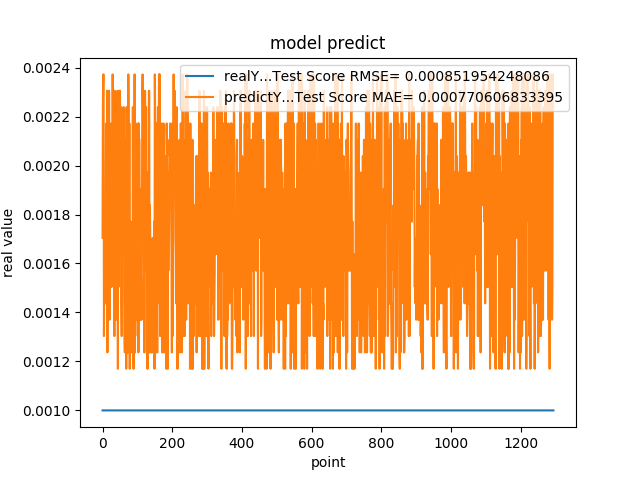 model predict
realY...Test Score RMSE= 0.000851954248086
predictY...Test Score MAE= 0.000770606833395
real value
0.0024
0.0022
0.0020
0.0018
0.0016
0.0014
0.0012
0.0010
0 200 400 600 800 1000 1200
point